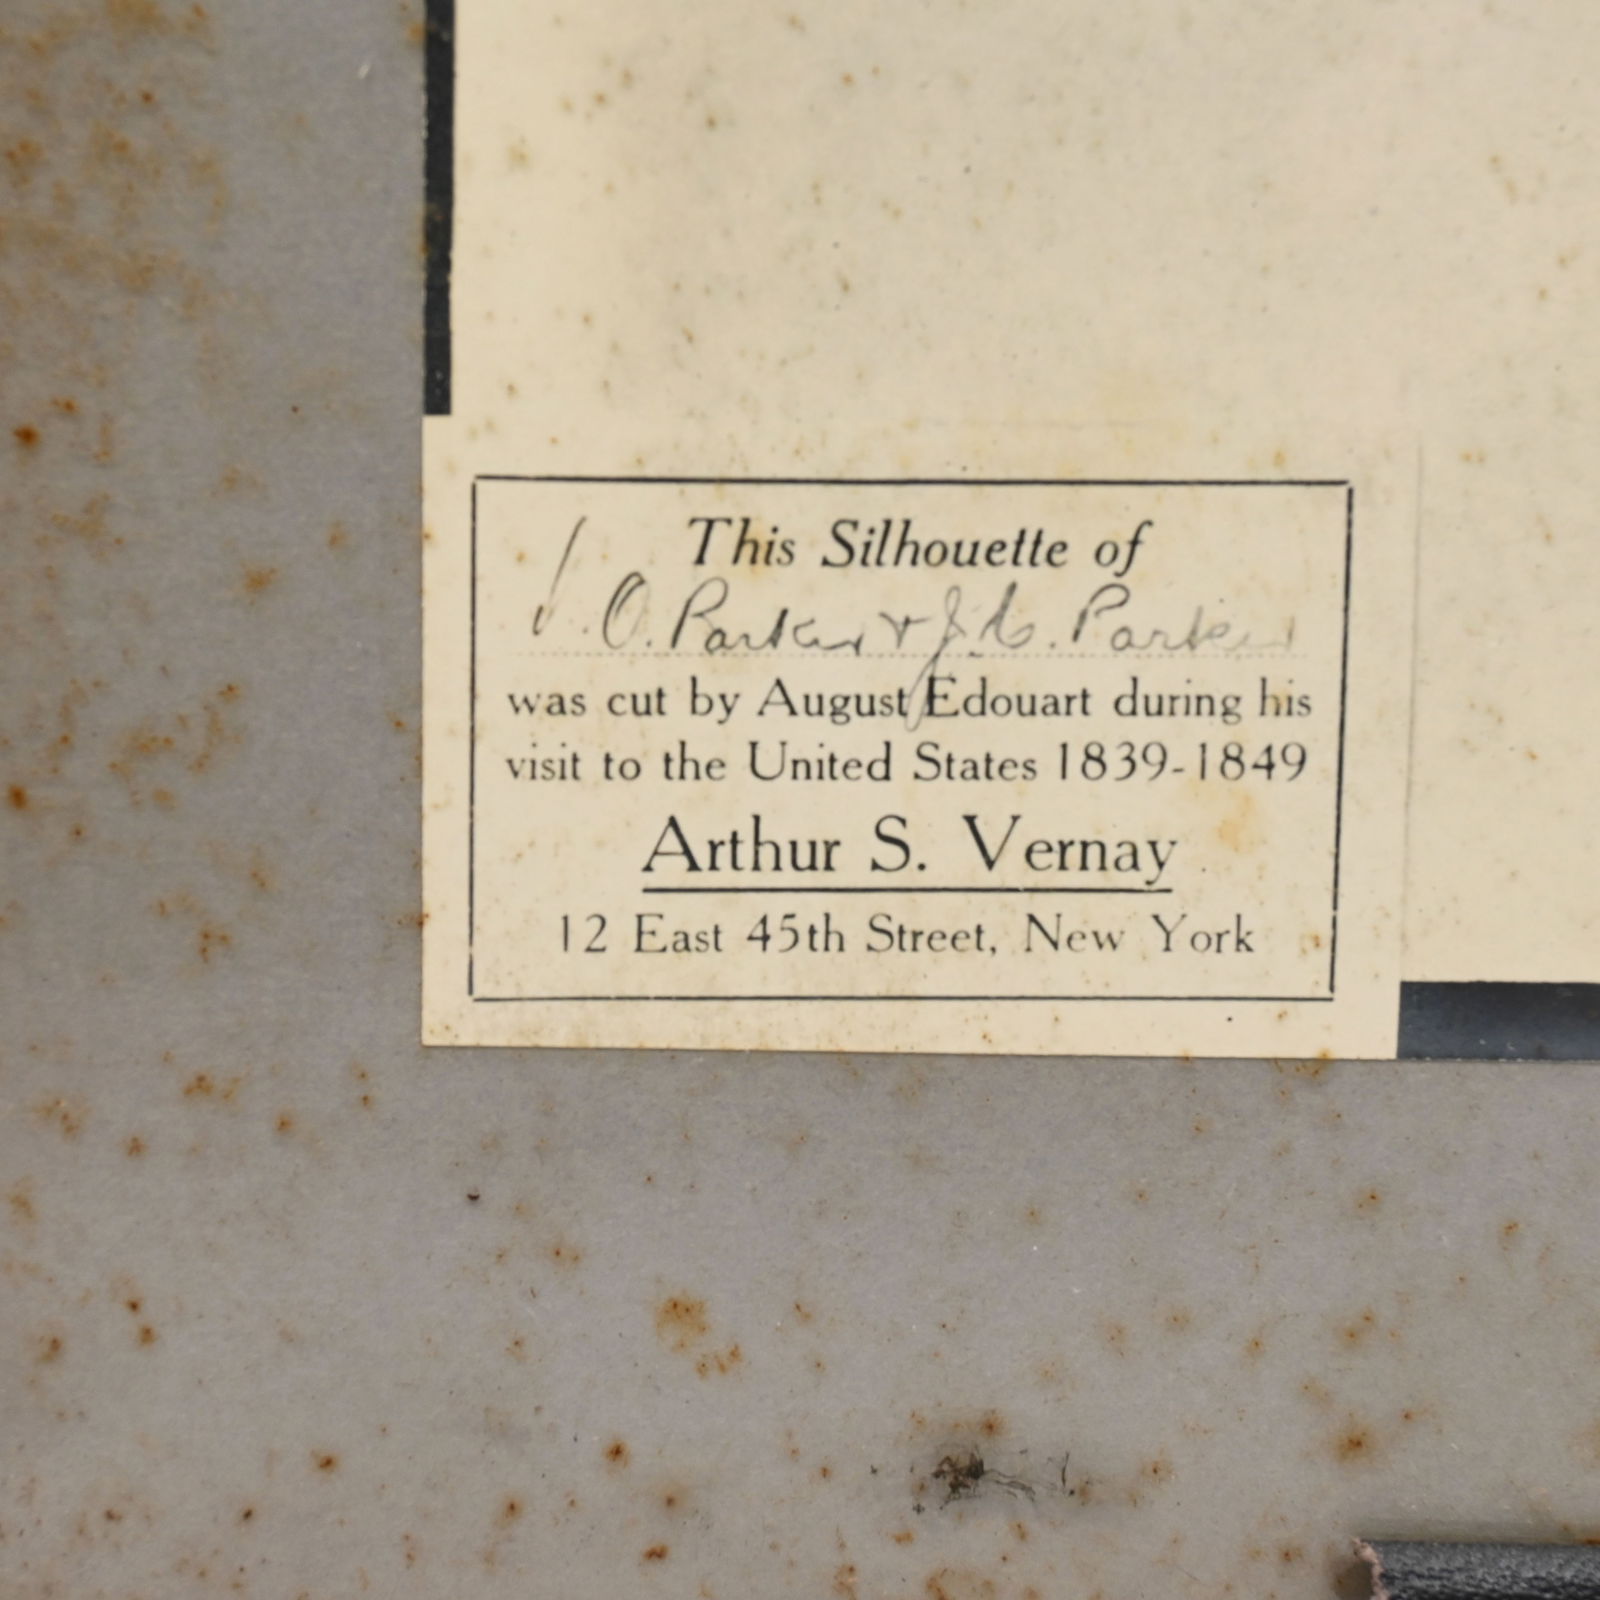 This Silhouette of
O. Parker & J. C. Parker
was cut by August Edouart during his
visit to the United States 1839-1849
Arthur S. Vernay
12 East 45th Street, New York